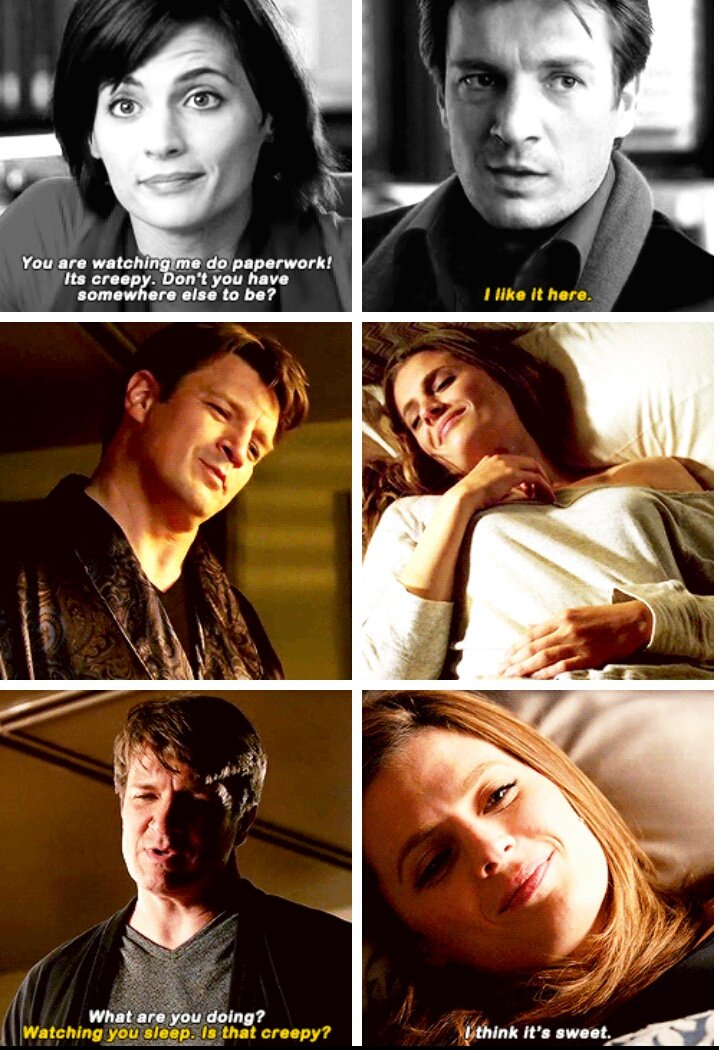 You are watching me do paperwork!
Its creepy. Don't you have
somewhere else to be?
I like it here.
What are you doing?
Watching you sleep. Is that creepy?
I think it's sweet.